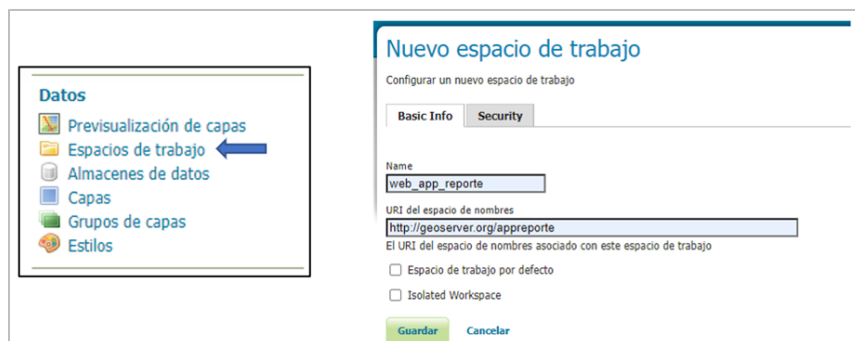 Datos
Previsualización de capas
Espacios de trabajo
Almacenes de datos
Capas
Grupos de capas
Estilos
Nuevo espacio de trabajo
Configurar un nuevo espacio de trabajo
Basic Info Security
Name
web_app_reporte
URI del espacio de nombres
http://geoserver.org/appreporte
El URI del espacio de nombres asociado con este espacio de trabajo
Espacio de trabajo por defecto
Isolated Workspace
Guardar Cancelar